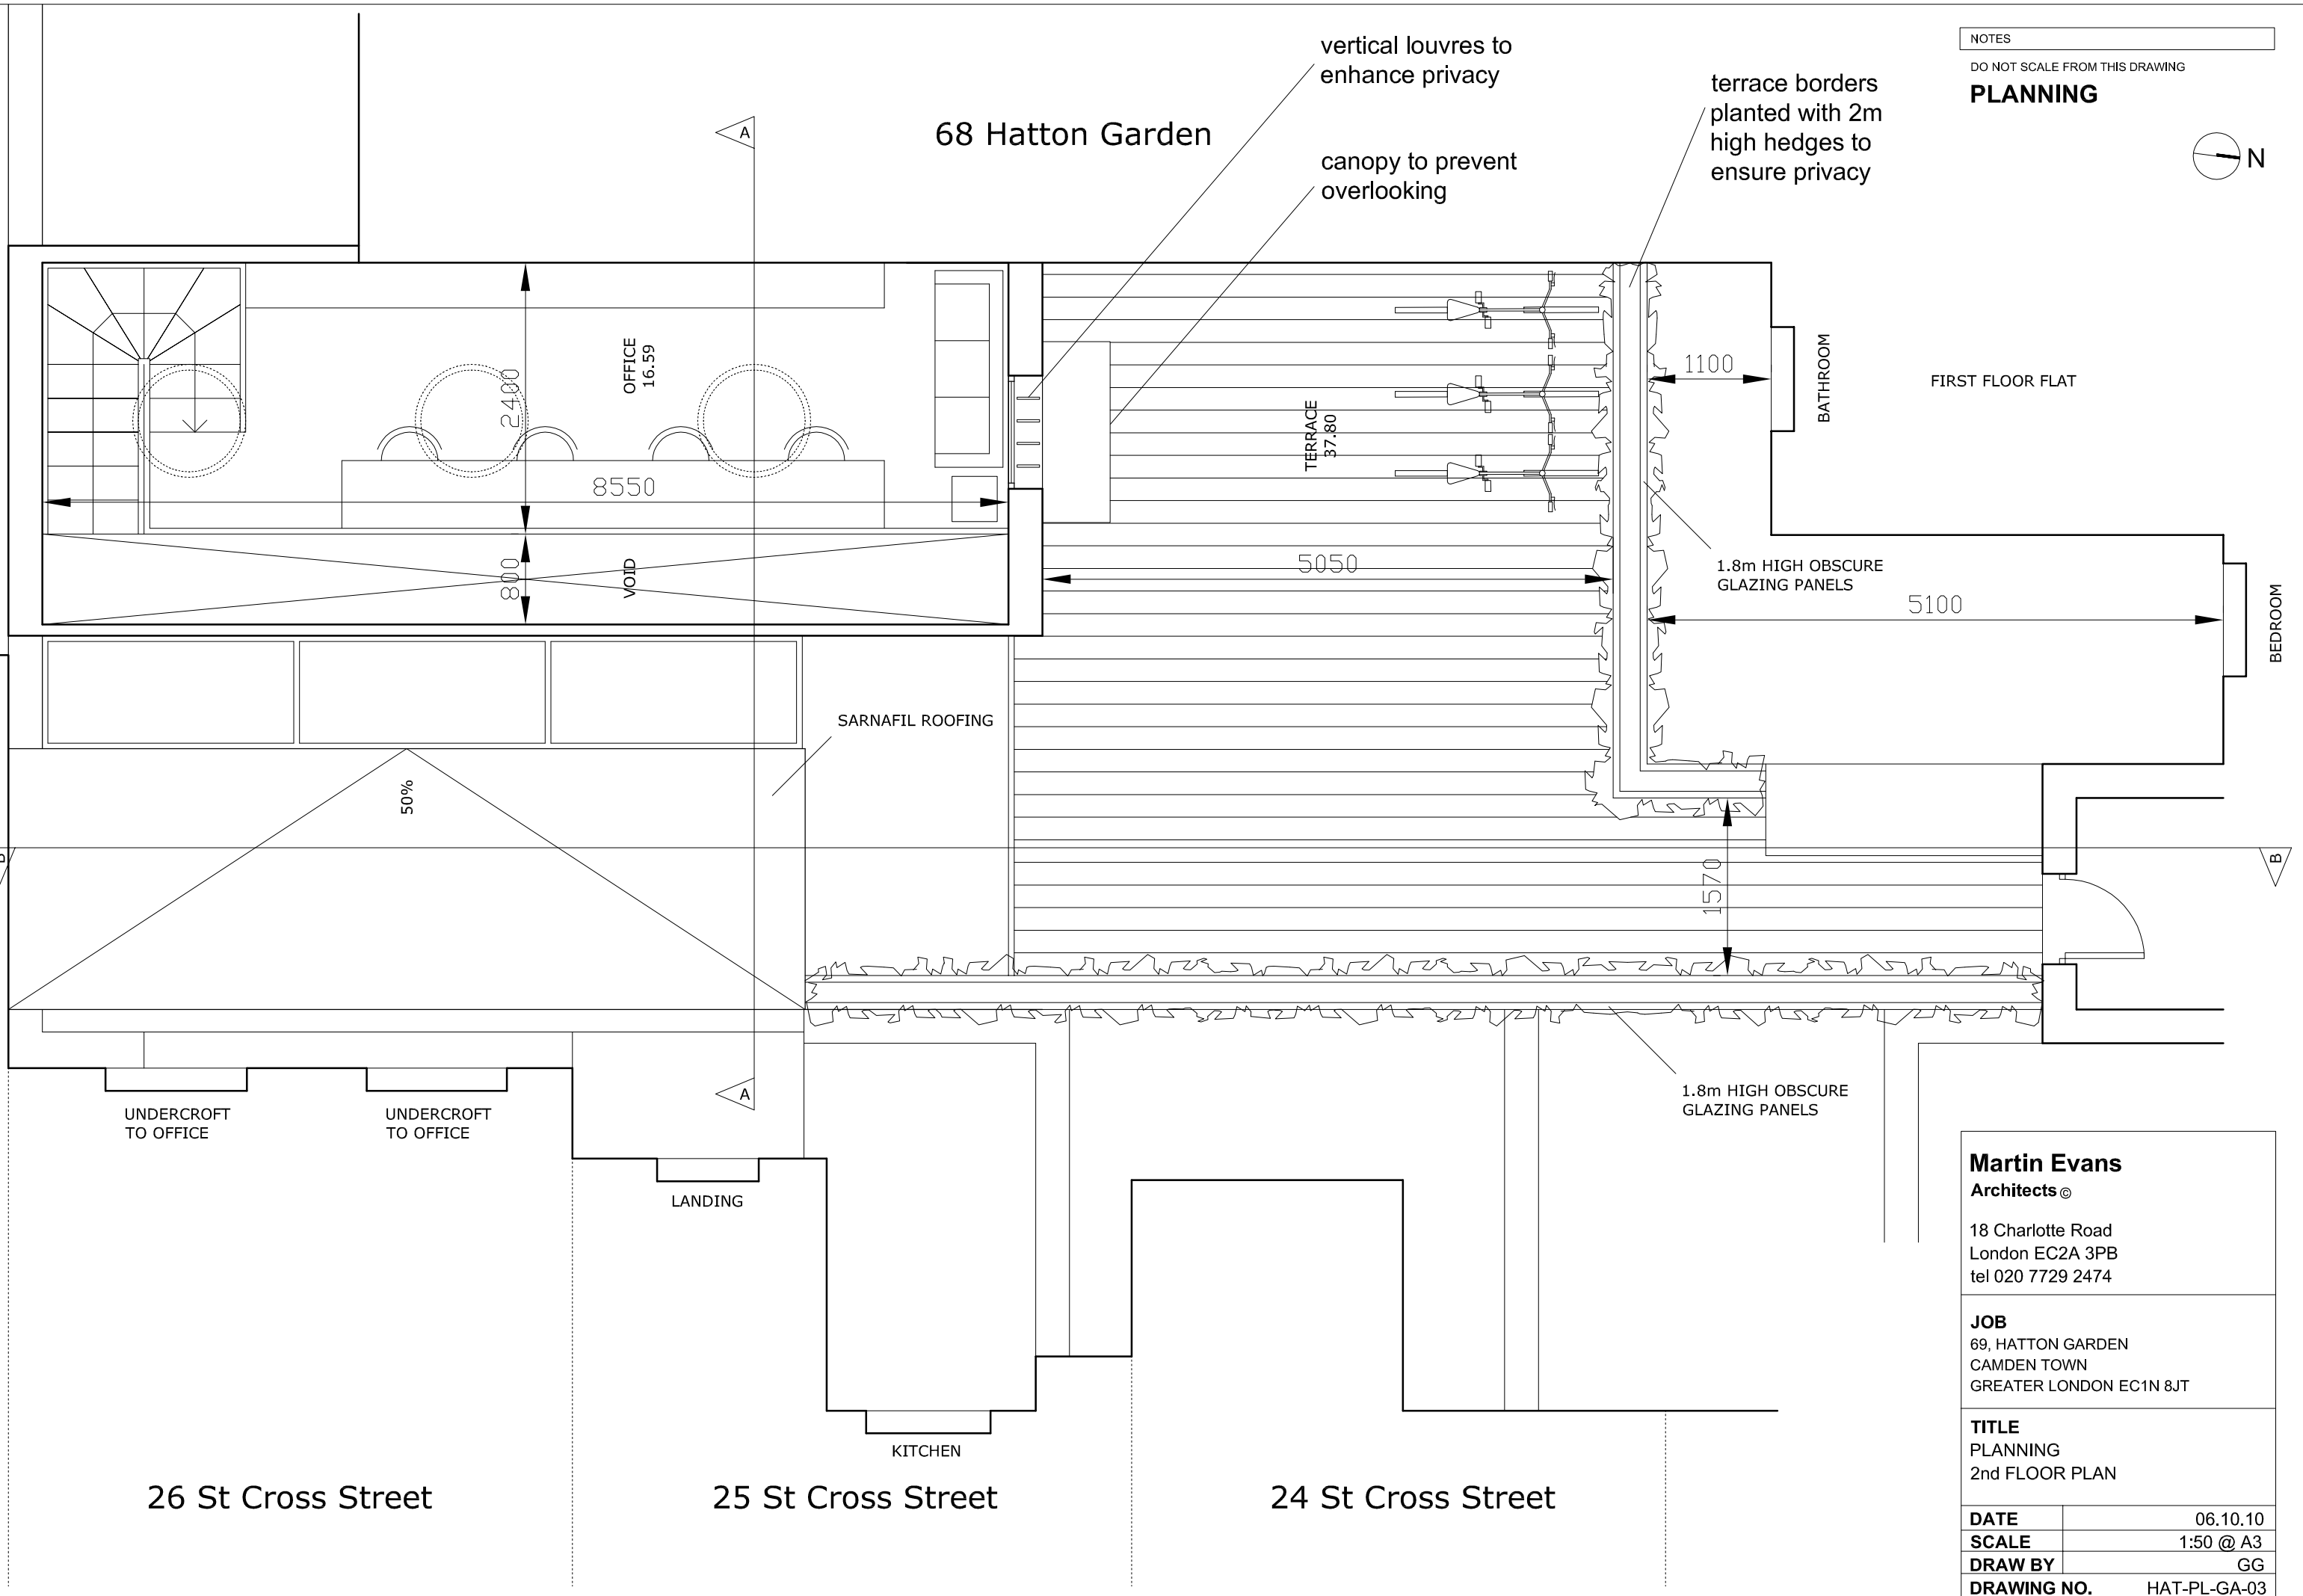 NOTES
DO NOT SCALE FROM THIS DRAWING
PLANNING
N
vertical louvres to
enhance privacy
terrace borders
planted with 2m
high hedges to
ensure privacy
68 Hatton Garden
canopy to prevent
overlooking
A
OFFICE
16.59
2400
8550
800
VOID
TERRACE
37.80
1100
BATHROOM
FIRST FLOOR FLAT
5050
1.8m HIGH OBSCURE
GLAZING PANELS
5100
BEDROOM
SARNAFIL ROOFING
50%
B
1570
B
A
UNDERCROFT
TO OFFICE
UNDERCROFT
TO OFFICE
LANDING
KITCHEN
1.8m HIGH OBSCURE
GLAZING PANELS
26 St Cross Street
25 St Cross Street
24 St Cross Street
Martin Evans
Architects ©
18 Charlotte Road
London EC2A 3PB
tel 020 7729 2474
JOB
69, HATTON GARDEN
CAMDEN TOWN
GREATER LONDON EC1N 8JT
TITLE
PLANNING
2nd FLOOR PLAN
DATE 06.10.10
SCALE 1:50 @ A3
DRAW BY GG
DRAWING NO. HAT-PL-GA-03